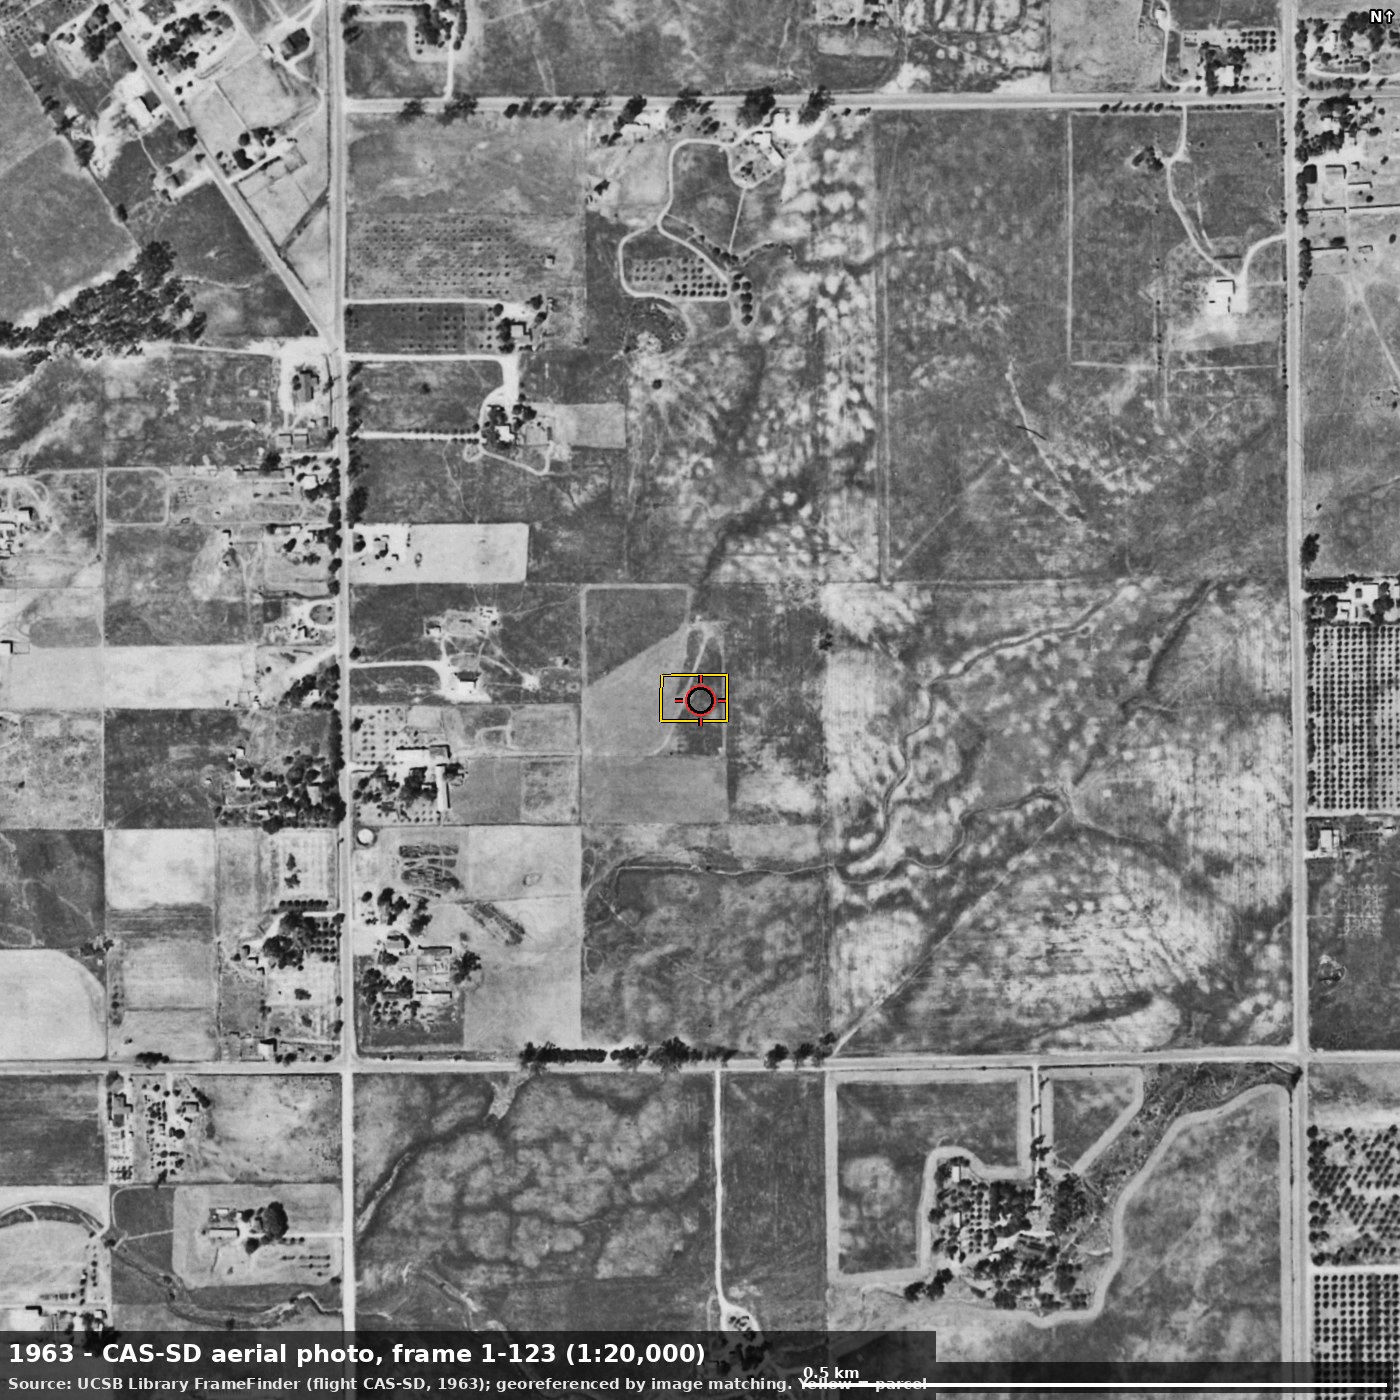 N↑
1963 - CAS-SD aerial photo, frame 1-123 (1:20,000)
0.5 km
Source: UCSB Library FrameFinder (flight CAS-SD, 1963); georeferenced by image matching. Yellow = parcel